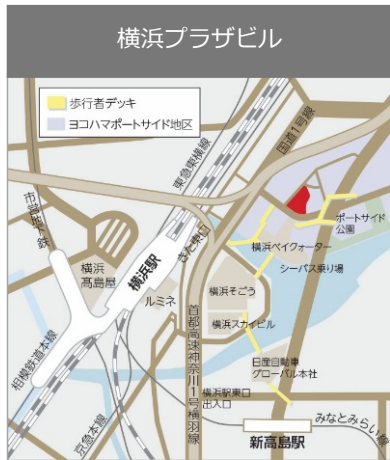 横浜プラザビル
歩行者デッキ
ヨコハマポートサイド地区
東急東横線
国道1号線
市営地下鉄
きた東口
ポートサイド
公園
横浜ベイクォーター
シーバス乗り場
横浜
髙島屋
横浜駅
ルミネ
横浜そごう
横浜スカイビル
首都高速神奈川1号横羽線
日産自動車
グローバル本社
相模鉄道本線
京急本線
横浜駅東口
出入口
みなとみらい線
新高島駅